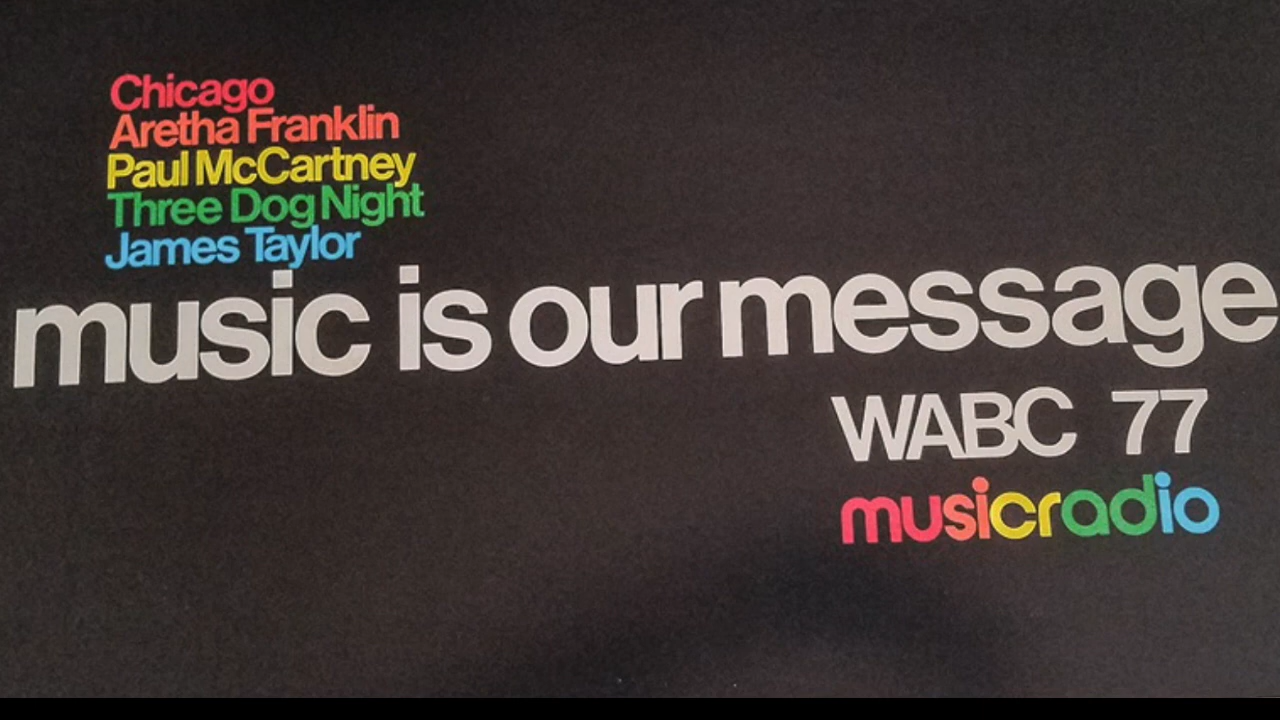 Chicago
Aretha Franklin
Paul McCartney
Three Dog Night
James Taylor
music is our message
WABC 77
musicradio